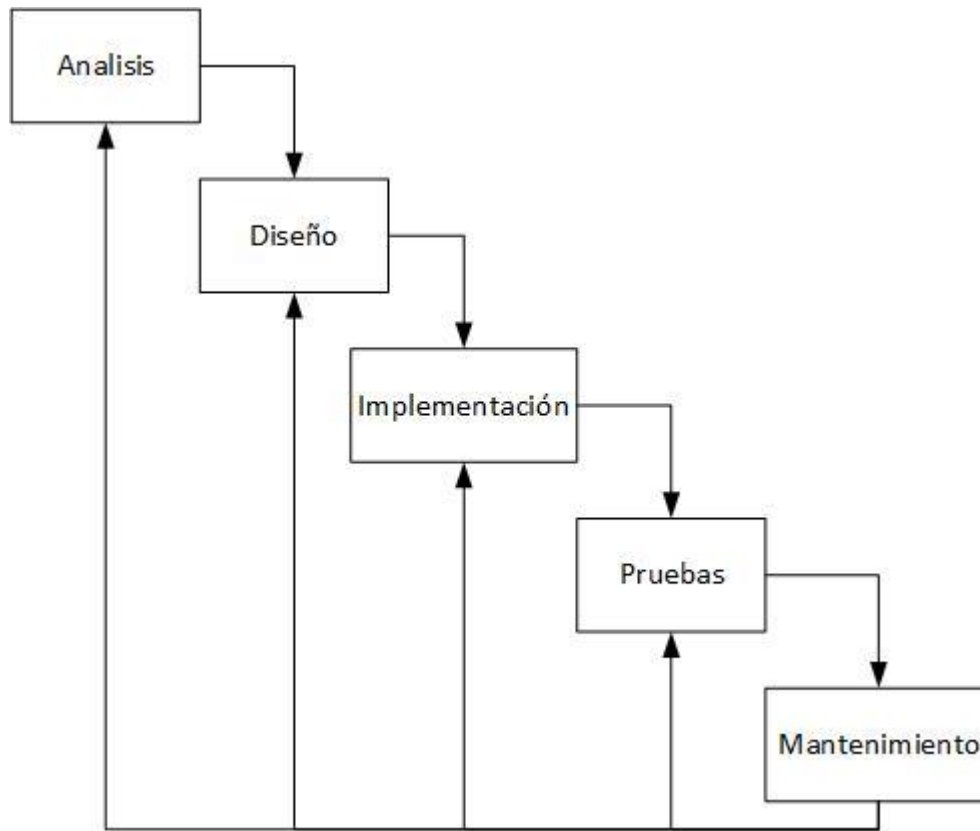 Analisis
Diseño
Implementación
Pruebas
Mantenimiento